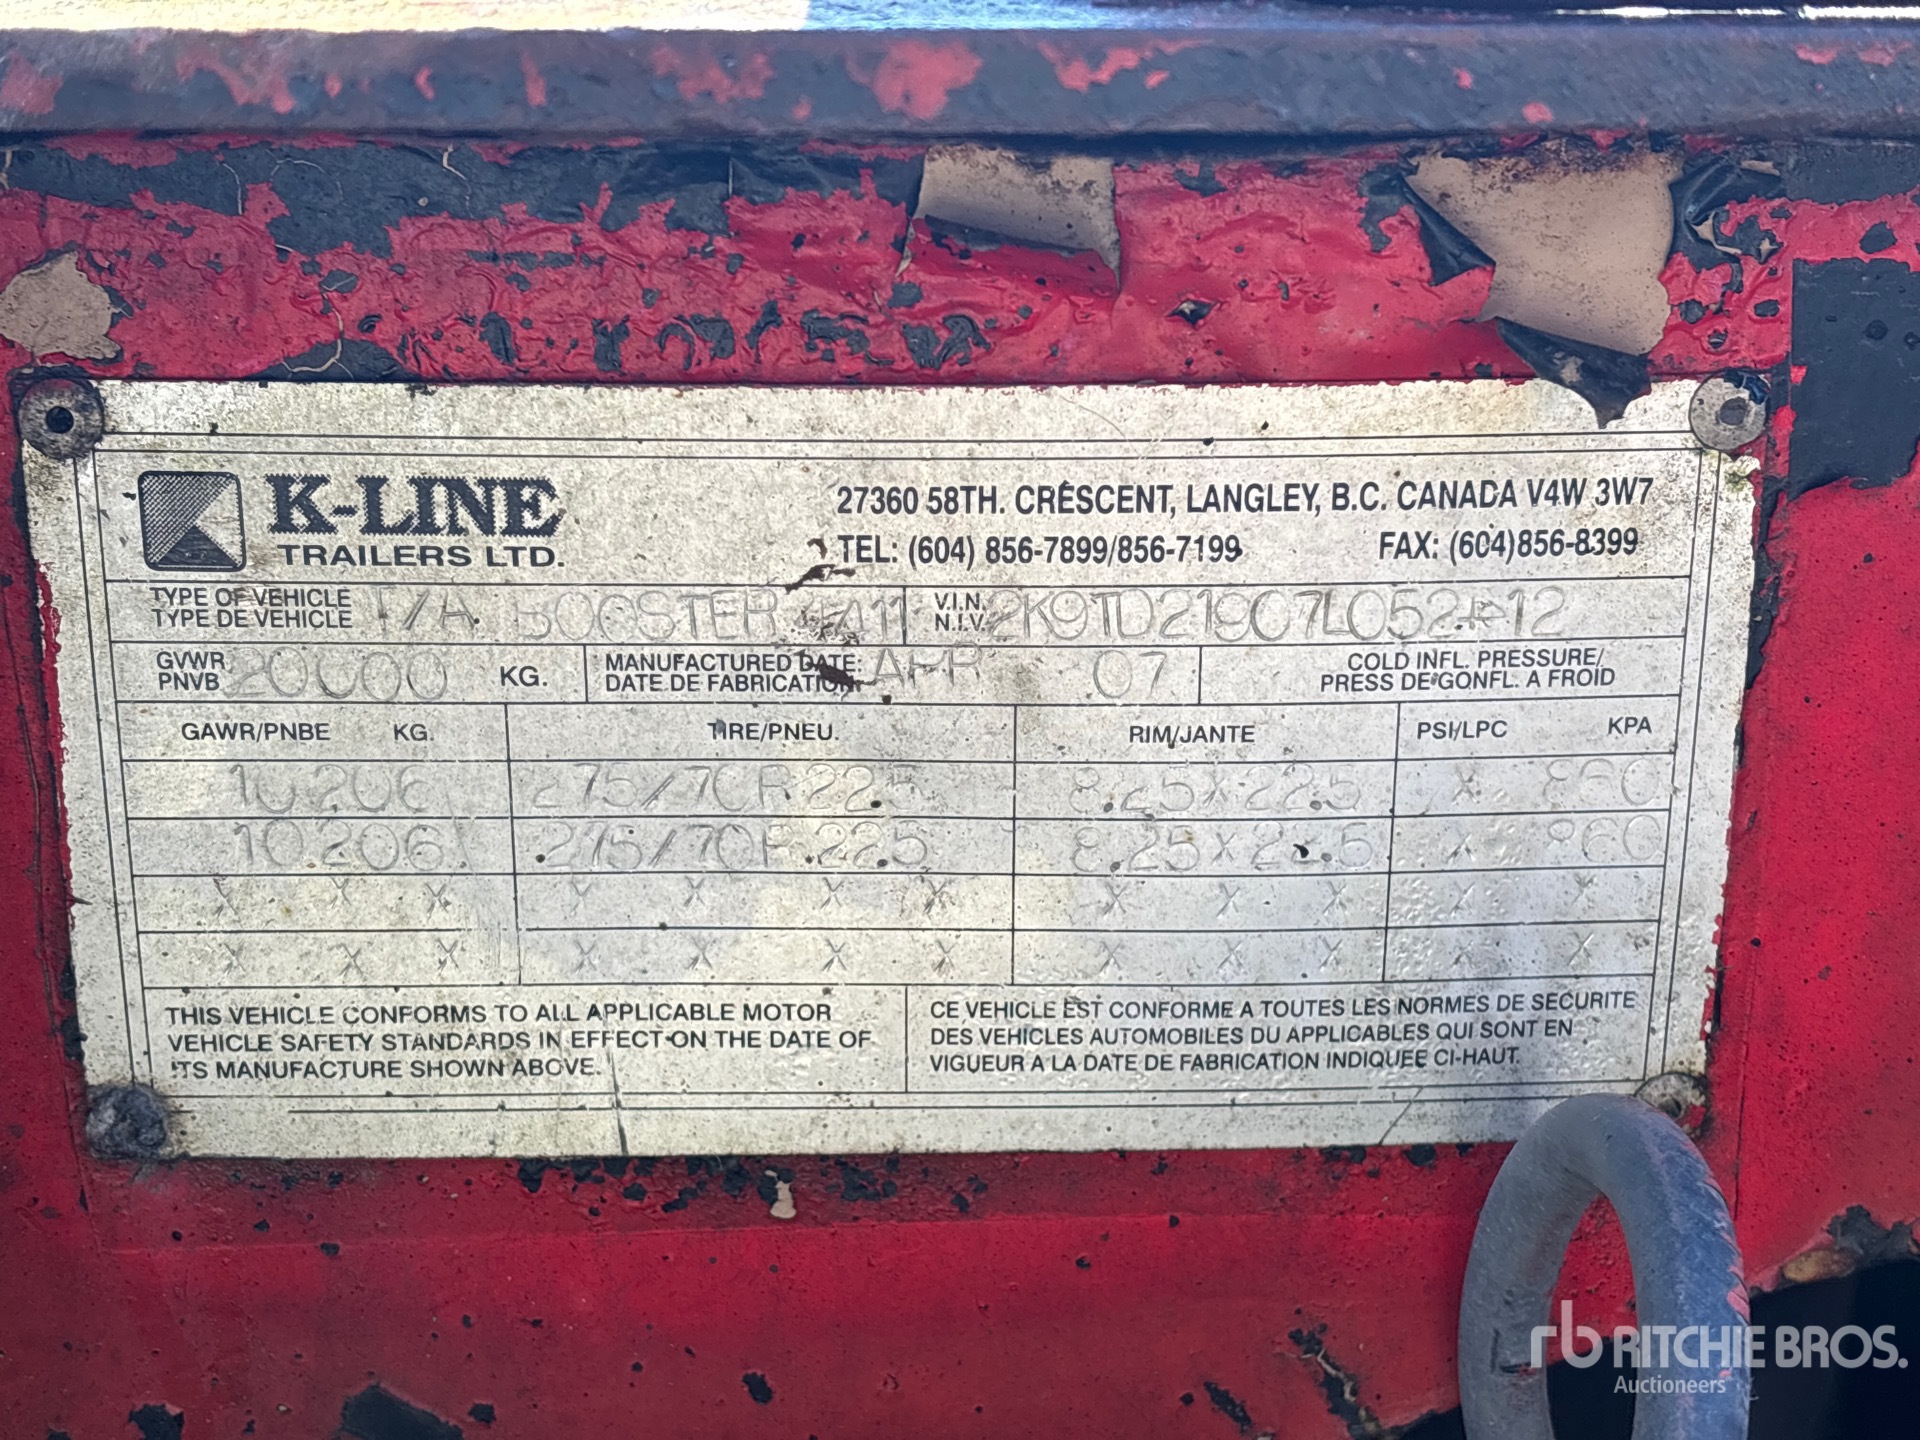 K-LINE
TRAILERS LTD.
27360 58TH. CRESCENT, LANGLEY, B.C. CANADA V4W 3W7
TEL: (604) 856-7899/856-7199 FAX: (604)856-8399
TYPE OF VEHICLE
TYPE DE VEHICLE
T/A BOOSTER
V.I.N.
N.I.V.
GVWR
PNVB
20000 KG.
MANUFACTURED DATE:
DATE DE FABRICATION:
APR 07
COLD INFL. PRESSURE/
PRESS DE GONFL. A FROID
GAWR/PNBE KG. TIRE/PNEU. RIM/JANTE PSI/LPC KPA
10206 275/70R22.5 8.25X22.5 X 860
10206 275/70R22.5 8.25X22.5 X 860
X X X X X X X X X X X X
X X X X X X X X X X X X
THIS VEHICLE CONFORMS TO ALL APPLICABLE MOTOR
VEHICLE SAFETY STANDARDS IN EFFECT ON THE DATE OF
ITS MANUFACTURE SHOWN ABOVE.
CE VEHICLE EST CONFORME A TOUTES LES NORMES DE SECURITE
DES VEHICLES AUTOMOBILES DU APPLICABLES QUI SONT EN
VIGUEUR A LA DATE DE FABRICATION INDIQUEE CI-HAUT.
rb RITCHIE BROS.
Auctioneers